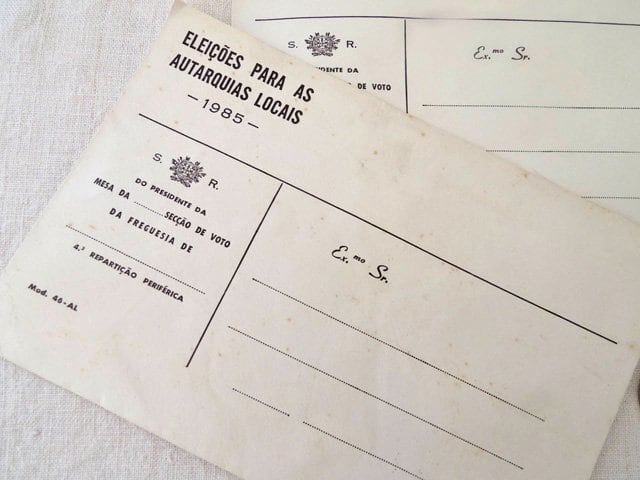 ELEIÇÕES PARA AS
AUTARQUIAS LOCAIS
— 1985 —
S. R.
DO PRESIDENTE DA
MESA DA ........ SECÇÃO DE VOTO
DA FREGUESIA DE
4.ª REPARTIÇÃO PERIFÉRICA
Mod. 46-AL
Ex.mo Sr.
S. R.
PRESIDENTE DA
DE VOTO
Ex.mo Sr.